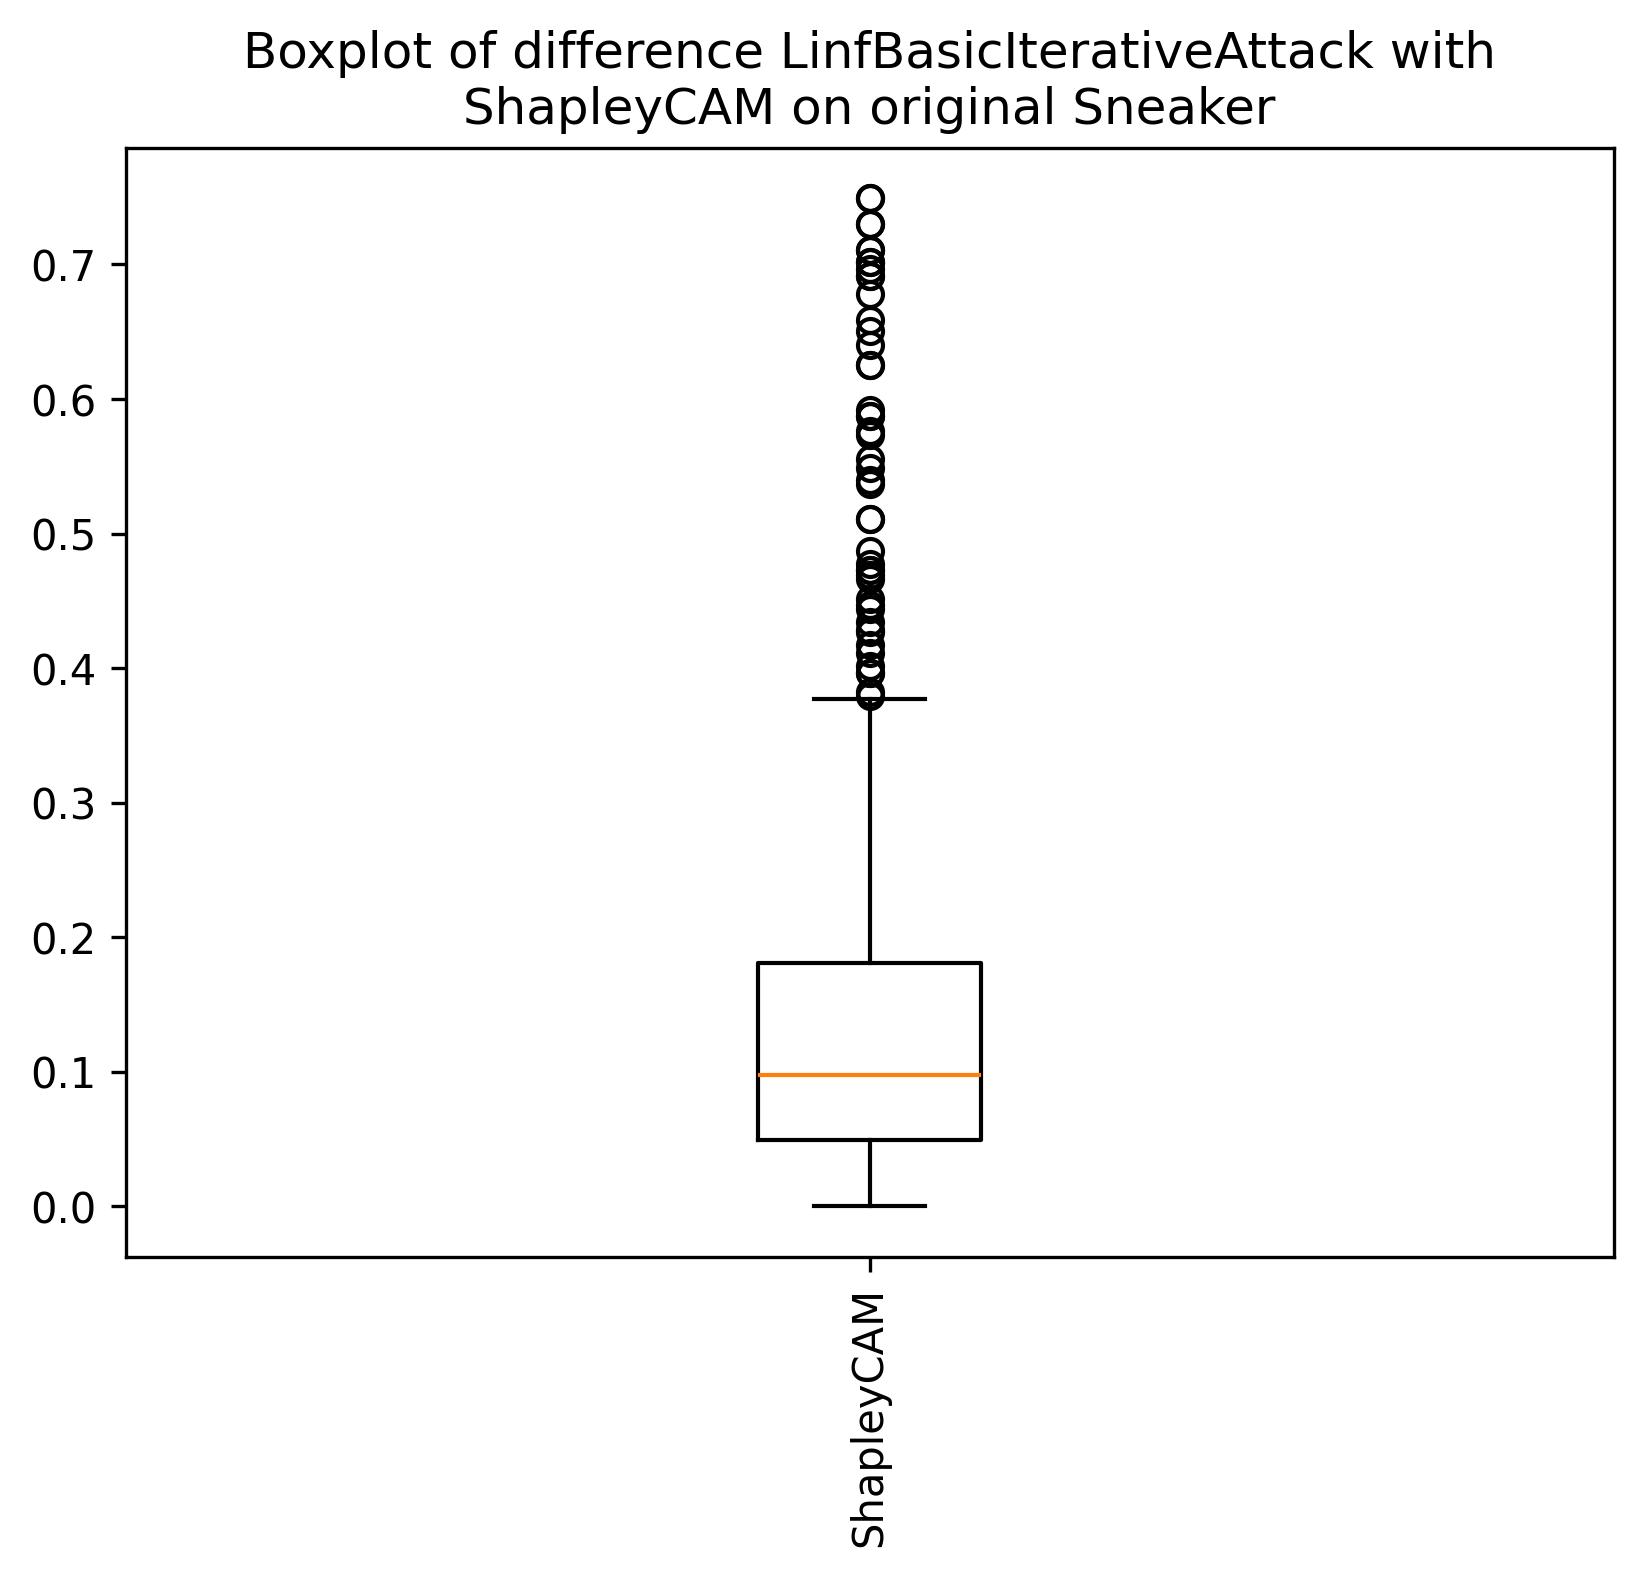 Boxplot of difference LinfBasicIterativeAttack with
ShapleyCAM on original Sneaker
0.7
0.6
0.5
0.4
0.3
0.2
0.1
0.0
ShapleyCAM